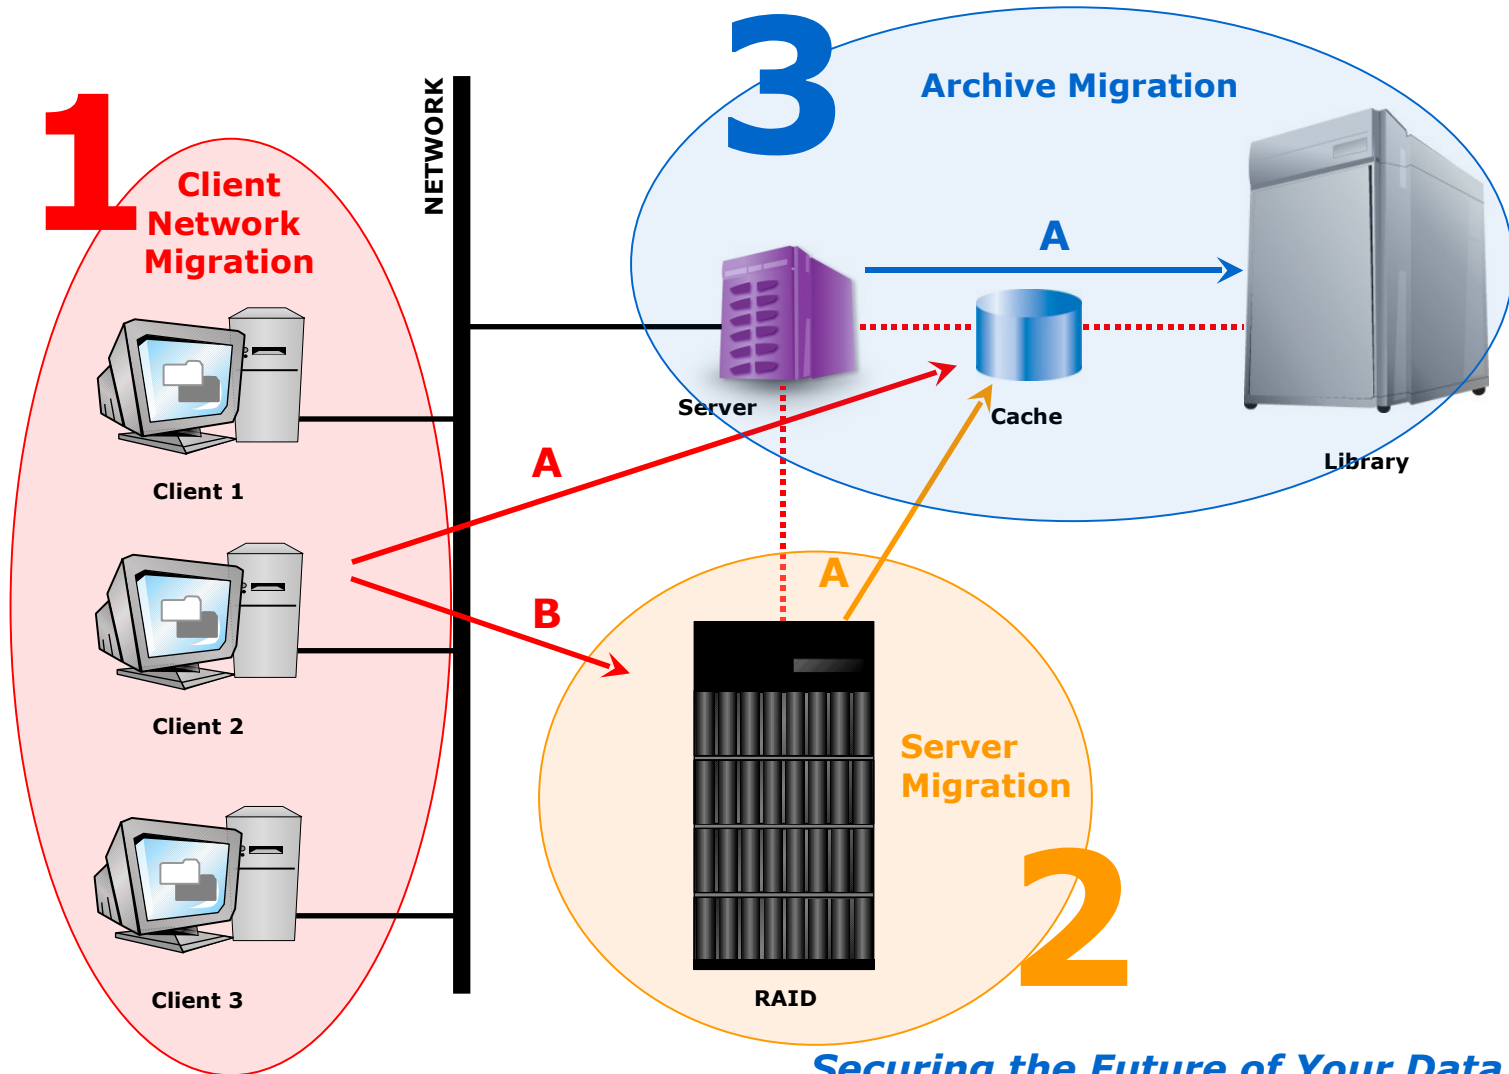 1
Client
Network
Migration
NETWORK
3
Archive Migration
A
Server
Cache
Library
Client 1
A
Client 2
B
A
Server
Migration
2
RAID
Client 3
Securing the Future of Your Data